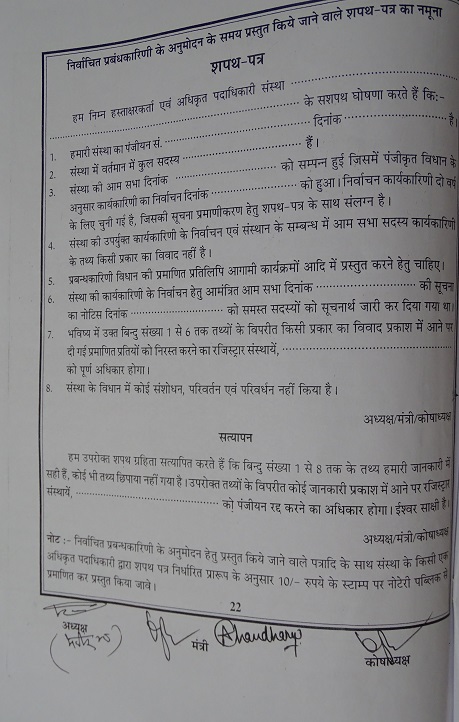 निर्वाचित प्रबंधकारिणी के अनुमोदन के समय प्रस्तुत किये जाने वाले शपथ-पत्र का नमूना
शपथ-पत्र
हम निम्न हस्ताक्षरकर्ता एवं अधिकृत पदाधिकारी संस्था ........................................
........................................ के सशपथ घोषणा करते हैं कि:-
1. हमारी संस्था का पंजीयन सं. ........................................ दिनांक ........................................ है।
2. संस्था में वर्तमान में कुल सदस्य ........................................ हैं।
3. संस्था की आम सभा दिनांक ........................................ को सम्पन्न हुई जिसमें पंजीकृत विधान के
अनुसार कार्यकारिणी का निर्वाचन दिनांक ........................................ को हुआ। निर्वाचन कार्यकारिणी दो वर्ष
के लिए चुनी गई है, जिसकी सूचना प्रमाणीकरण हेतु शपथ-पत्र के साथ संलग्न है।
4. संस्था की उपर्युक्त कार्यकारिणी के निर्वाचन एवं संस्थान के सम्बन्ध में आम सभा सदस्य कार्यकारिणी
के तथ्य किसी प्रकार का विवाद नहीं है।
5. प्रबन्धकारिणी विधान की प्रमाणित प्रतिलिपि आगामी कार्यक्रमों आदि में प्रस्तुत करने हेतु चाहिए।
6. संस्था की कार्यकारिणी के निर्वाचन हेतु आमंत्रित आम सभा दिनांक ........................................ की सूचना
का नोटिस दिनांक ........................................ को समस्त सदस्यों को सूचनार्थ जारी कर दिया गया था।
7. भविष्य में उक्त बिन्दु संख्या 1 से 6 तक तथ्यों के विपरीत किसी प्रकार का विवाद प्रकाश में आने पर
दी गई प्रमाणित प्रतियों को निरस्त करने का रजिस्ट्रार संस्थायें, ........................................
को पूर्ण अधिकार होगा।
8. संस्था के विधान में कोई संशोधन, परिवर्तन एवं परिवर्धन नहीं किया है।
अध्यक्ष/मंत्री/कोषाध्यक्ष
सत्यापन
हम उपरोक्त शपथ ग्रहिता सत्यापित करते हैं कि बिन्दु संख्या 1 से 8 तक के तथ्य हमारी जानकारी में
सही हैं, कोई भी तथ्य छिपाया नहीं गया है। उपरोक्त तथ्यों के विपरीत कोई जानकारी प्रकाश में आने पर रजिस्ट्रार
संस्थायें, ........................................ को पंजीयन रद्द करने का अधिकार होगा। ईश्वर साक्षी है।
अध्यक्ष/मंत्री/कोषाध्यक्ष
नोट :- निर्वाचित प्रबन्धकारिणी के अनुमोदन हेतु प्रस्तुत किये जाने वाले पत्रादि के साथ संस्था के किसी एक
अधिकृत पदाधिकारी द्वारा शपथ पत्र निर्धारित प्रारूप के अनुसार 10/- रुपये के स्टाम्प पर नोटेरी पब्लिक से
प्रमाणित कर प्रस्तुत किया जावे।
22
अध्यक्ष मंत्री Chaudhary कोषाध्यक्ष